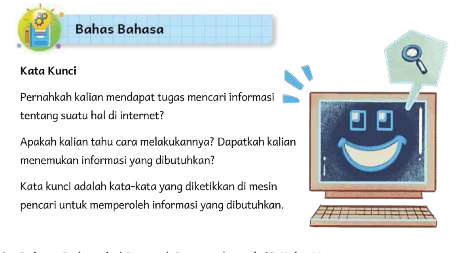 Bahas Bahasa
Kata Kunci
Pernahkah kalian mendapat tugas mencari informasi
tentang suatu hal di internet?
Apakah kalian tahu cara melakukannya? Dapatkah kalian
menemukan informasi yang dibutuhkan?
Kata kunci adalah kata-kata yang diketikkan di mesin
pencari untuk memperoleh informasi yang dibutuhkan.